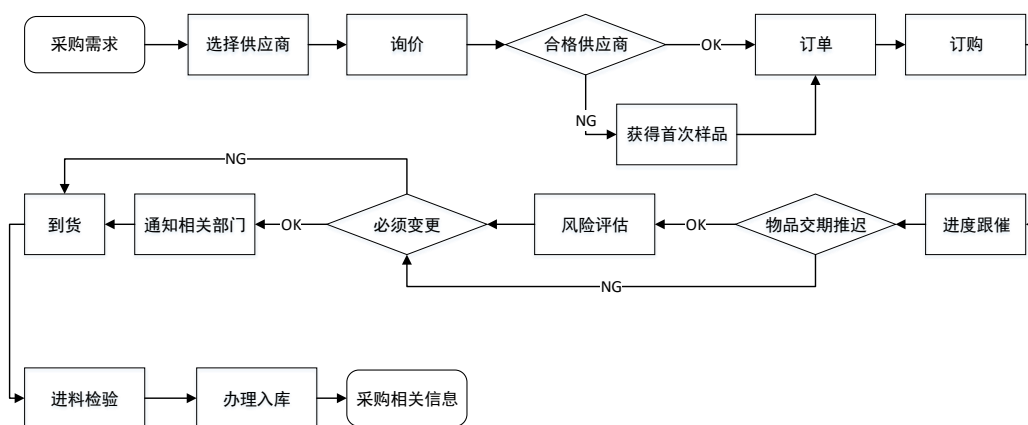 采购需求
选择供应商
询价
合格供应商
OK
订单
订购
NG
获得首次样品
NG
到货
通知相关部门
OK
必须变更
风险评估
OK
物品交期推迟
进度跟催
NG
进料检验
办理入库
采购相关信息